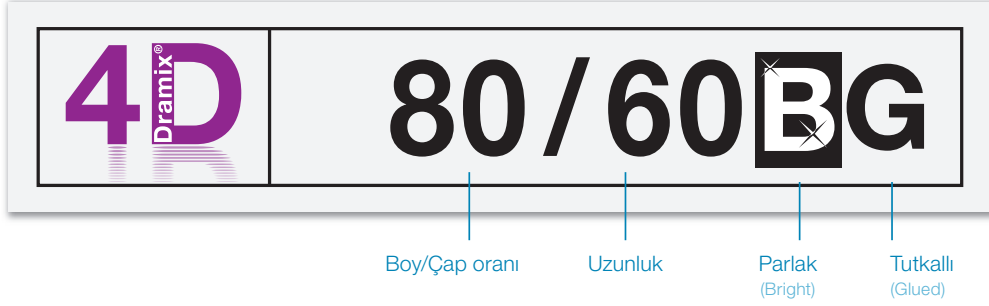 4D Dramix® 80/60BG
Boy/Çap oranı Uzunluk Parlak Tutkallı
(Bright) (Glued)